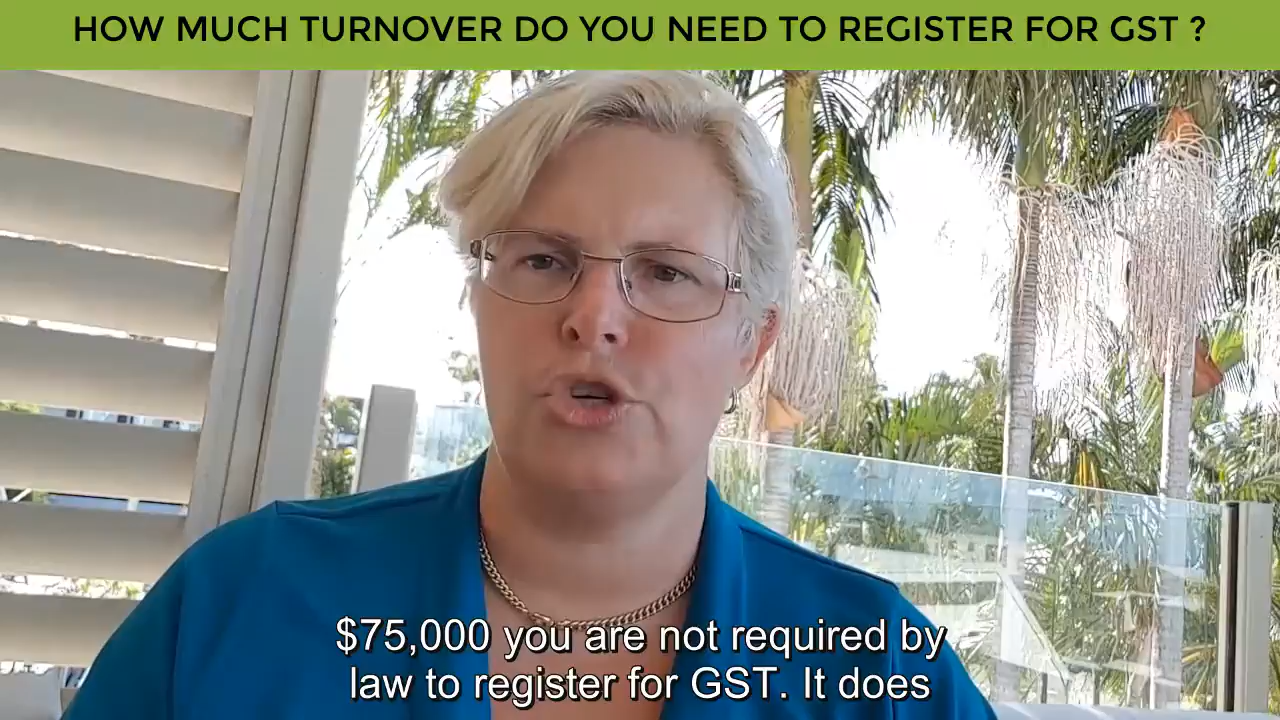 HOW MUCH TURNOVER DO YOU NEED TO REGISTER FOR GST ?
$75,000 you are not required by
law to register for GST. It does